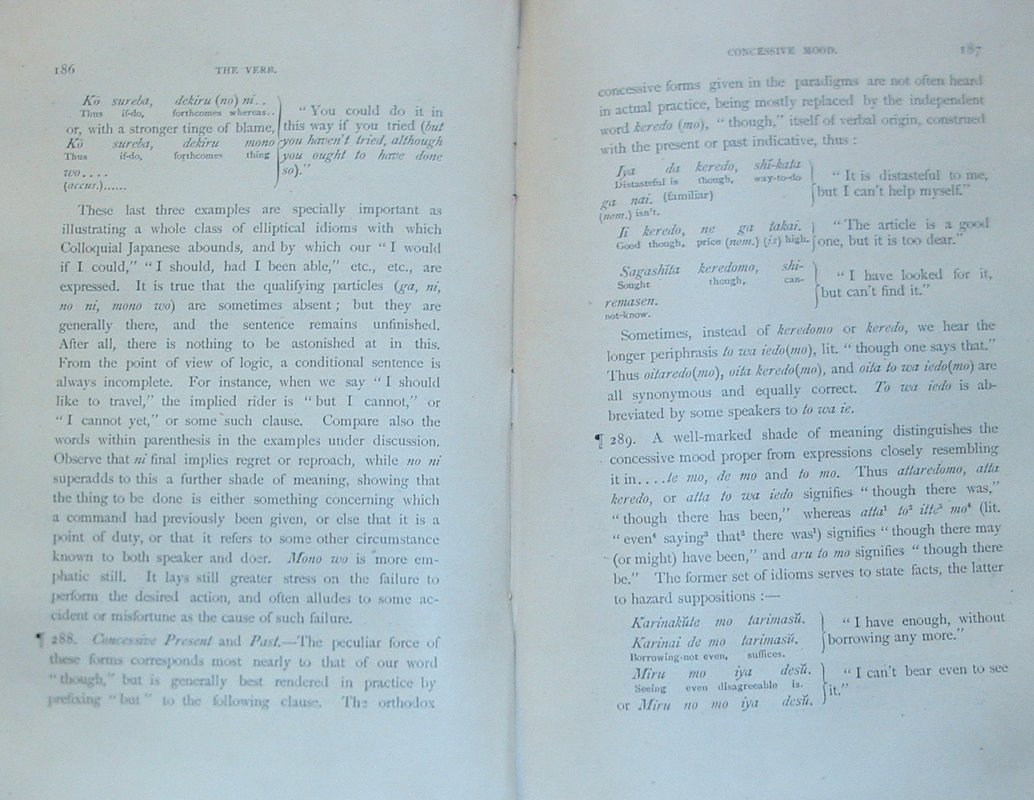 186
THE VERB.
Kō sureba, dekiru (no) ni..
Thus if-do, forthcomes whereas..
or, with a stronger tinge of blame,
Kō sureba, dekiru mono
Thus if-do, forthcomes thing
wo....
(accus.)......
“You could do it in
this way if you tried (but
you haven't tried, although
you ought to have done
so).”
These last three examples are specially important as
illustrating a whole class of elliptical idioms with which
Colloquial Japanese abounds, and by which our “I would
if I could,” “I should, had I been able,” etc., etc., are
expressed. It is true that the qualifying particles (ga, ni,
no ni, mono wo) are sometimes absent; but they are
generally there, and the sentence remains unfinished.
After all, there is nothing to be astonished at in this.
From the point of view of logic, a conditional sentence is
always incomplete. For instance, when we say “I should
like to travel,” the implied rider is “but I cannot,” or
“I cannot yet,” or some such clause. Compare also the
words within parenthesis in the examples under discussion.
Observe that ni final implies regret or reproach, while no ni
superadds to this a further shade of meaning, showing that
the thing to be done is either something concerning which
a command had previously been given, or else that it is a
point of duty, or that it refers to some other circumstance
known to both speaker and doer. Mono wo is more em-
phatic still. It lays still greater stress on the failure to
perform the desired action, and often alludes to some ac-
cident or misfortune as the cause of such failure.
¶ 288. Concessive Present and Past.—The peculiar force of
these forms corresponds most nearly to that of our word
“though,” but is generally best rendered in practice by
prefixing “but” to the following clause. The orthodox
CONCESSIVE MOOD.
187
concessive forms given in the paradigms are not often heard
in actual practice, being mostly replaced by the independent
word keredo (mo), “though,” itself of verbal origin, construed
with the present or past indicative, thus:
Iya da keredo, shi-kata
Distasteful is though, way-to-do
ga nai. (familiar)
(nom.) isn't.
“It is distasteful to me,
but I can't help myself.”
Ii keredo, ne ga takai.
Good though, price (nom.) (is) high.
“The article is a good
one, but it is too dear.”
Sagashita keredomo, shi-
Sought though, can-
remasen.
not-know.
“I have looked for it,
but can't find it.”
Sometimes, instead of keredomo or keredo, we hear the
longer periphrasis to wa iedo(mo), lit. “though one says that.”
Thus oitaredo(mo), oita keredo(mo), and oita to wa iedo(mo) are
all synonymous and equally correct. To wa iedo is ab-
breviated by some speakers to to wa ie.
¶ 289. A well-marked shade of meaning distinguishes the
concessive mood proper from expressions closely resembling
it in....te mo, de mo and to mo. Thus attaredomo, atta
keredo, or atta to wa iedo signifies “though there was,”
“though there has been,” whereas atta¹ to² itte³ mo⁴ (lit.
“even⁴ saying³ that² there was¹) signifies “though there may
(or might) have been,” and aru to mo signifies “though there
be.” The former set of idioms serves to state facts, the latter
to hazard suppositions:—
Karinakŭte mo tarimasŭ.
Karinai de mo tarimasŭ.
Borrowing-not even, suffices.
“I have enough, without
borrowing any more.”
Miru mo iya desŭ.
Seeing even disagreeable is.
or Miru no mo iya desŭ.
“I can't bear even to see
it.”